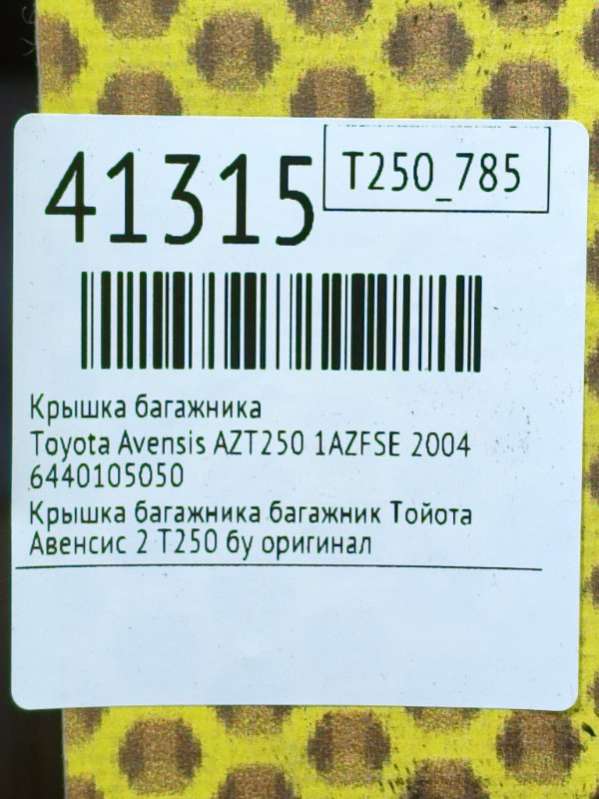 41315
T250_785
Крышка багажника
Toyota Avensis AZT250 1AZFSE 2004
6440105050
Крышка багажника багажник Тойота
Авенсис 2 T250 бу оригинал